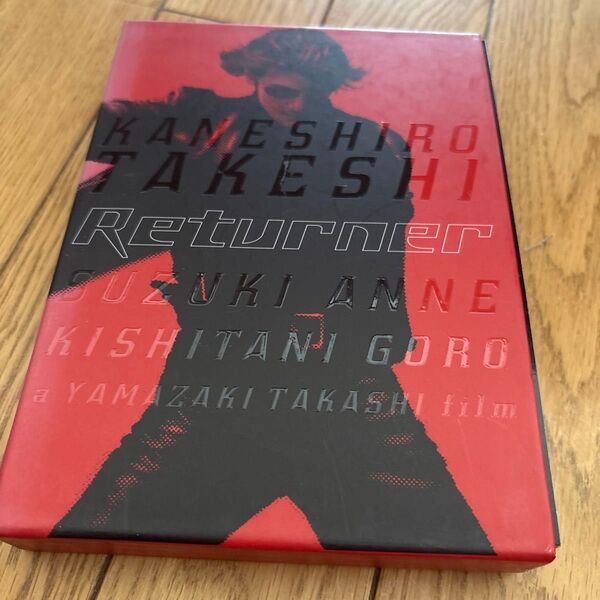 KANESHIRO
TAKESHI
Returner
SUZUKI ANNE
KISHITANI GORO
a YAMAZAKI TAKASHI film